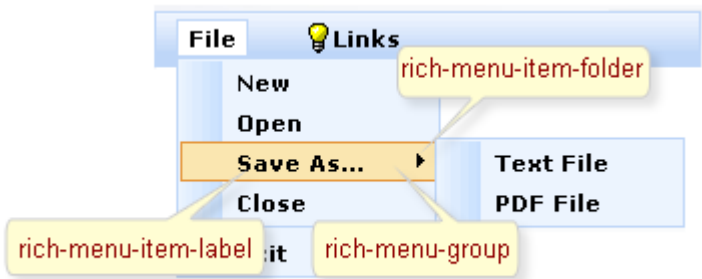 File Links
rich-menu-item-folder
New
Open
Save As...
Text File
Close
PDF File
rich-menu-item-label
it
rich-menu-group